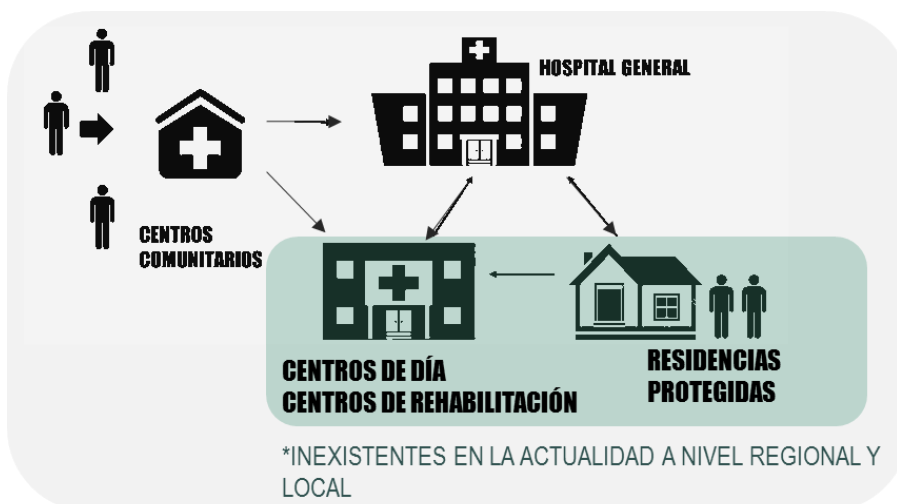 HOSPITAL GENERAL
CENTROS
COMUNITARIOS
CENTROS DE DÍA
CENTROS DE REHABILITACIÓN
RESIDENCIAS
PROTEGIDAS
*INEXISTENTES EN LA ACTUALIDAD A NIVEL REGIONAL Y
LOCAL